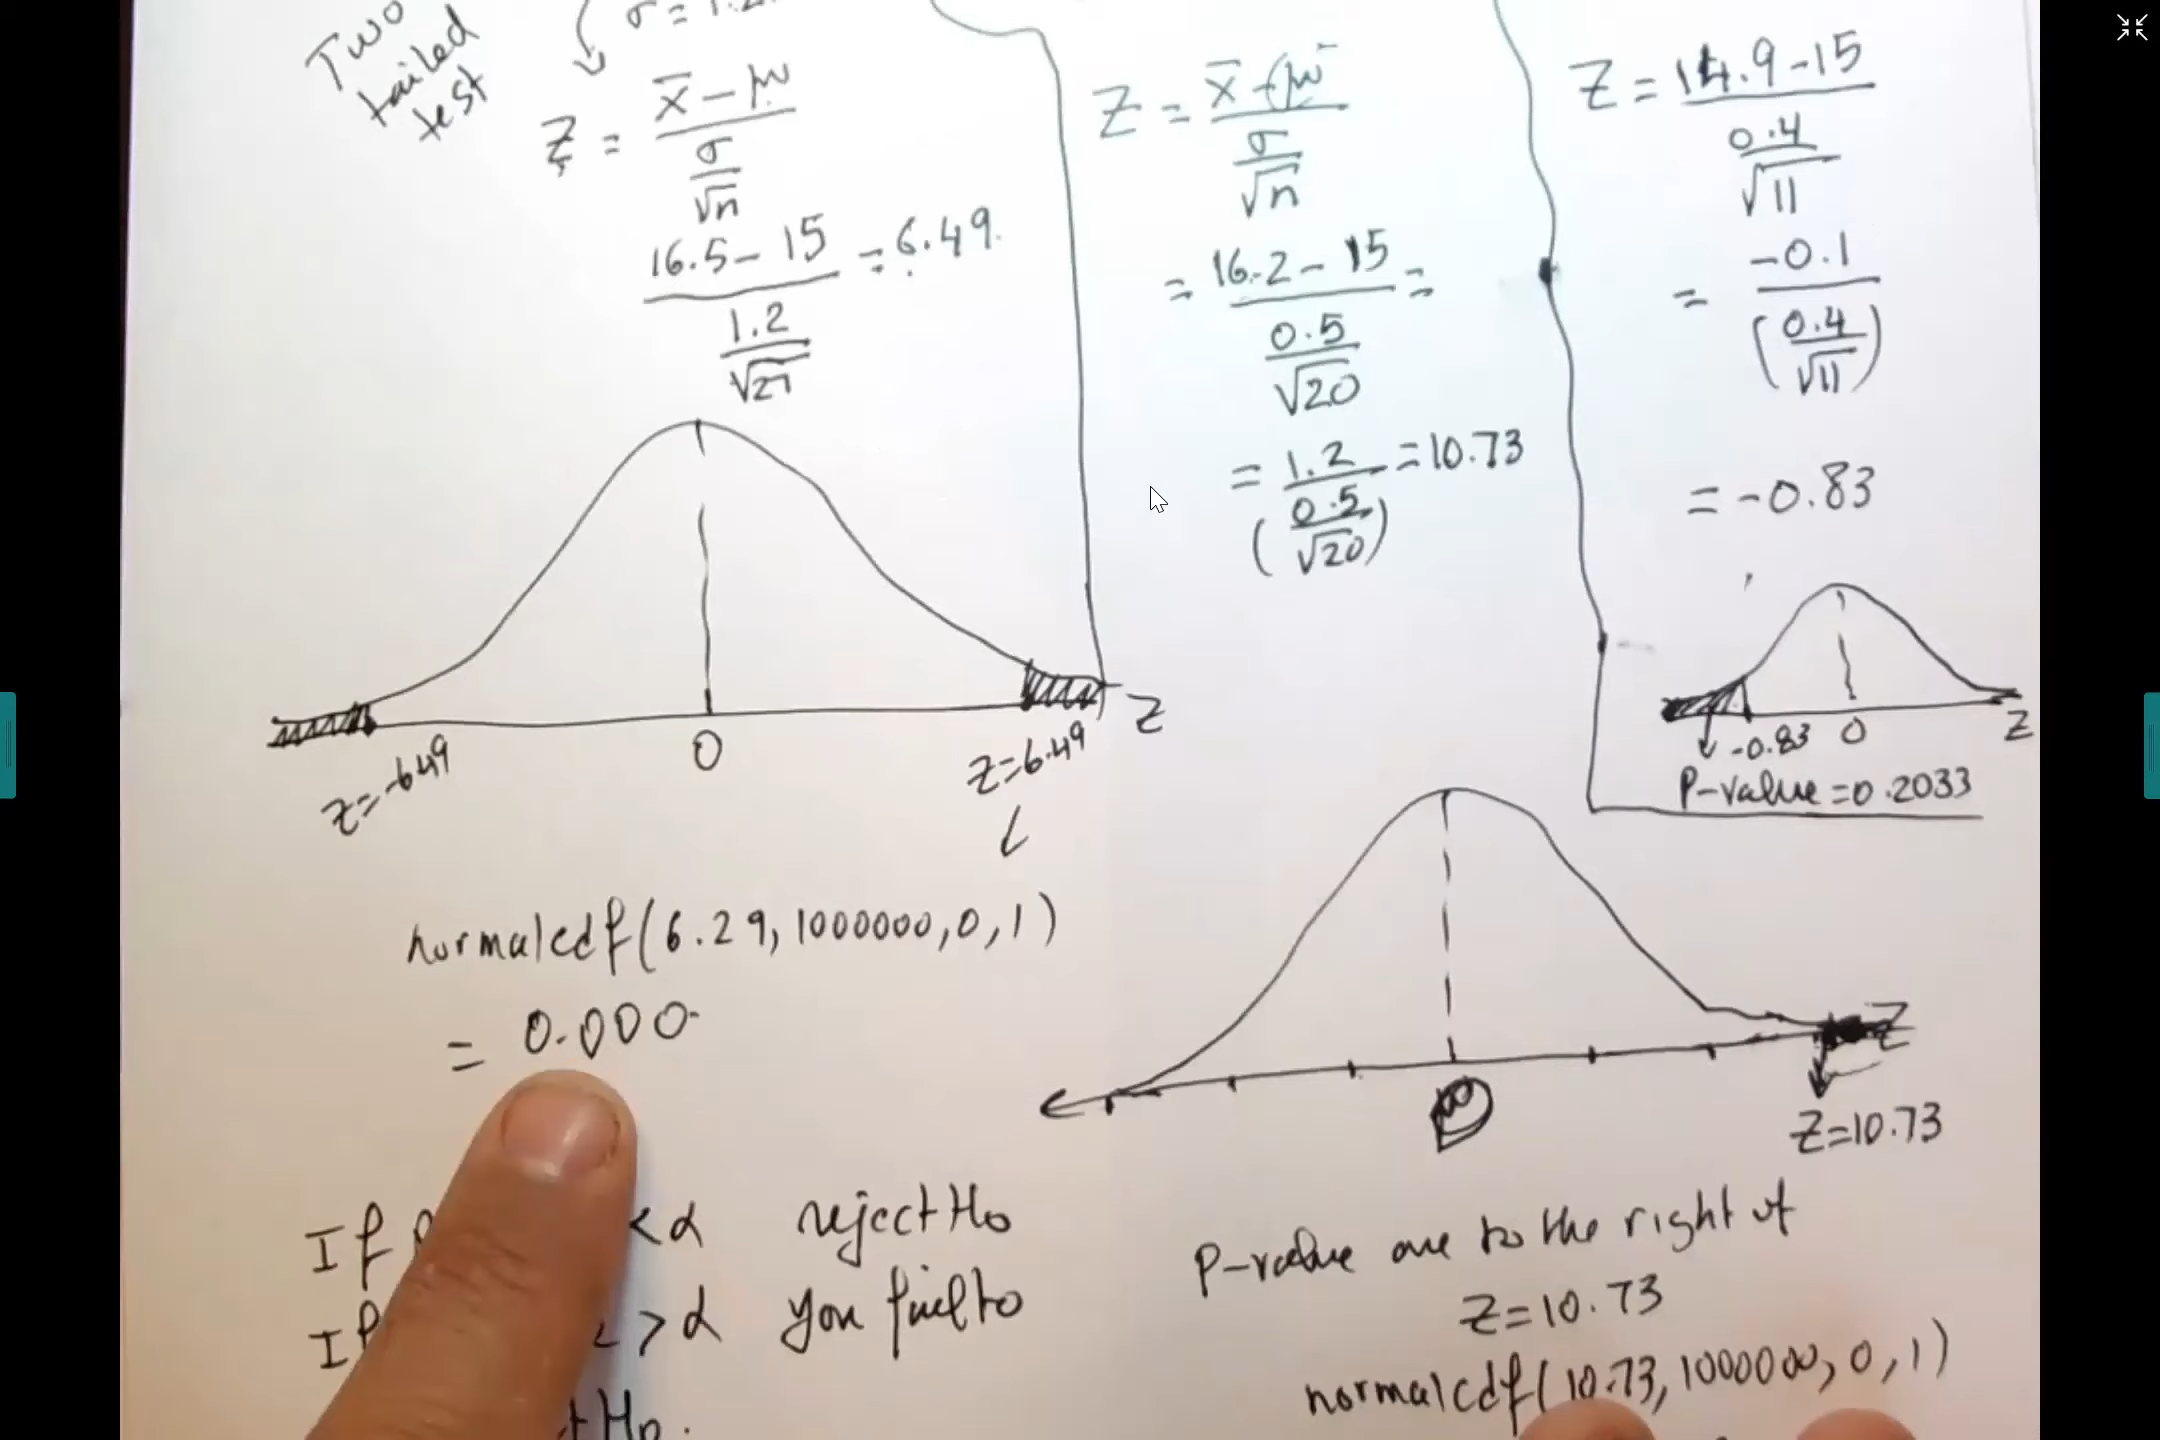 Two
tailed
test
σ = 1.2
Z = x̄ - μ
σ
√n
16.5 - 15 = 6.49
1.2
√27
Z = -6.49
0
Z = 6.49
Z
normalcdf(6.29, 1000000, 0, 1)
= 0.000
If < α reject Ho
If > α you fail to
t Ho.
Z = x̄ - μ
σ
√n
= 16.2 - 15 =
0.5
√20
= 1.2 = 10.73
( 0.5
√20 )
Z = 14.9 - 15
0.4
√11
= -0.1
( 0.4
√11 )
= -0.83
-0.83 0 Z
P-value = 0.2033
Z
Z = 10.73
P-value are to the right of
Z = 10.73
normalcdf(10.73, 1000000, 0, 1)